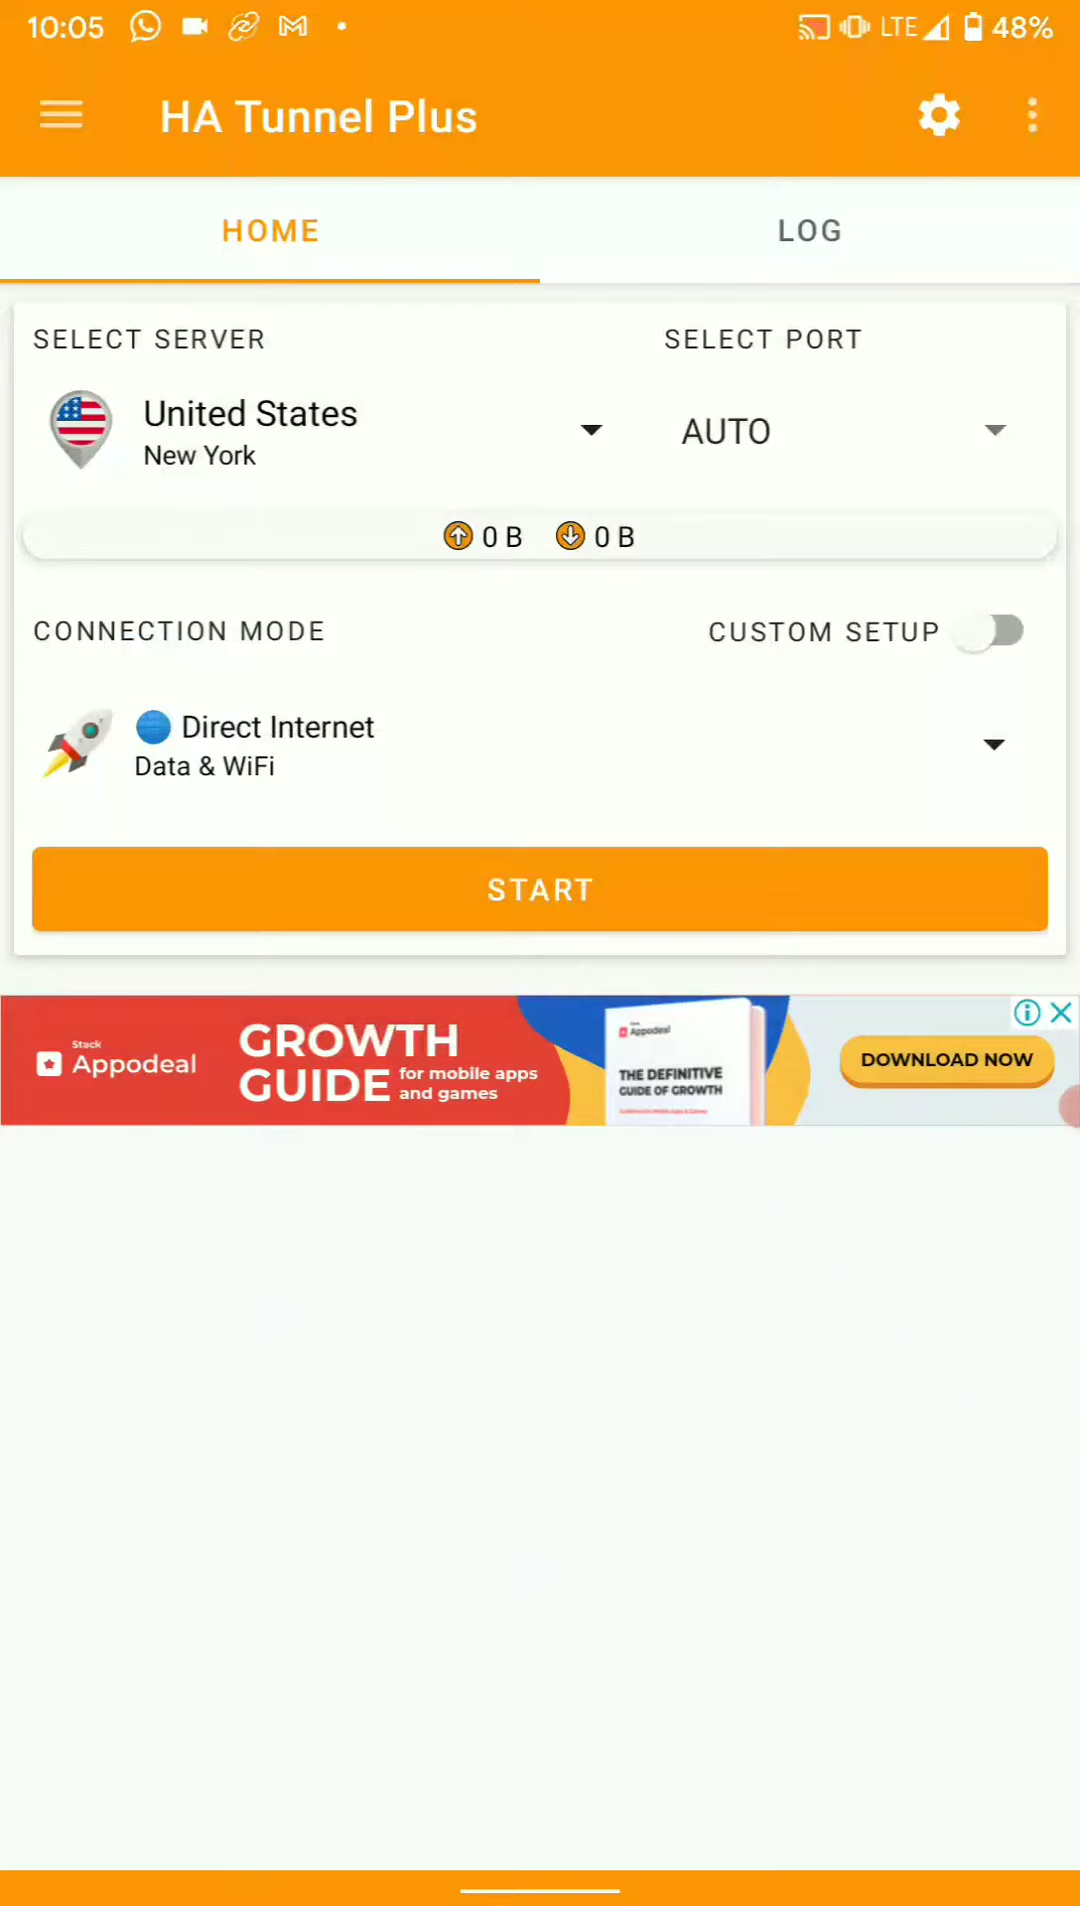 10:05 LTE 48%
HA Tunnel Plus
HOME LOG
SELECT SERVER SELECT PORT
United States
New York
AUTO
0 B 0 B
CONNECTION MODE CUSTOM SETUP
Direct Internet
Data & WiFi
START
Stack
Appodeal
GROWTH
GUIDE for mobile apps
and games
Appodeal
THE DEFINITIVE
GUIDE OF GROWTH
DOWNLOAD NOW